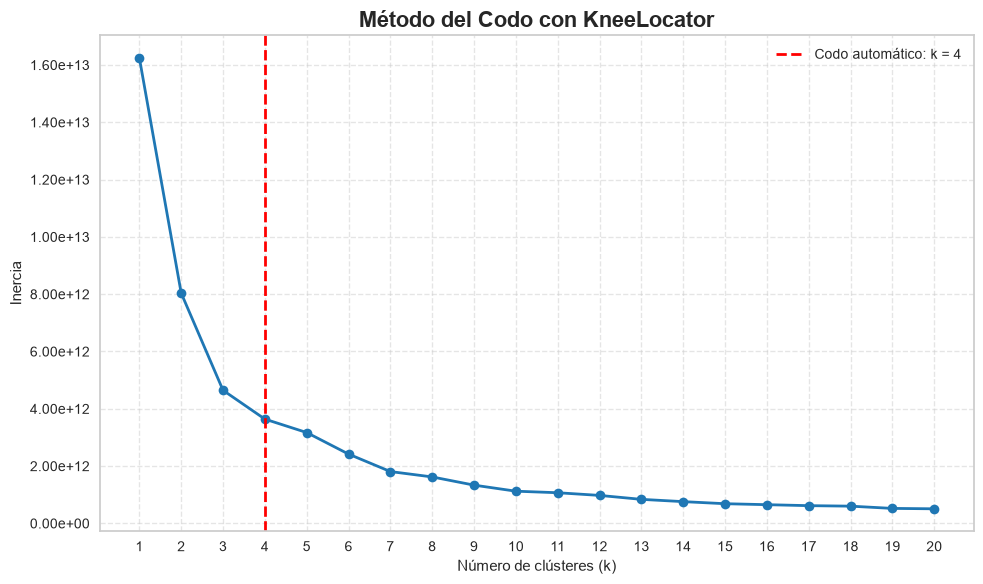 Método del Codo con KneeLocator
Codo automático: k = 4
1.60e+13
1.40e+13
1.20e+13
1.00e+13
8.00e+12
6.00e+12
4.00e+12
2.00e+12
0.00e+00
Inercia
1 2 3 4 5 6 7 8 9 10 11 12 13 14 15 16 17 18 19 20
Número de clústeres (k)